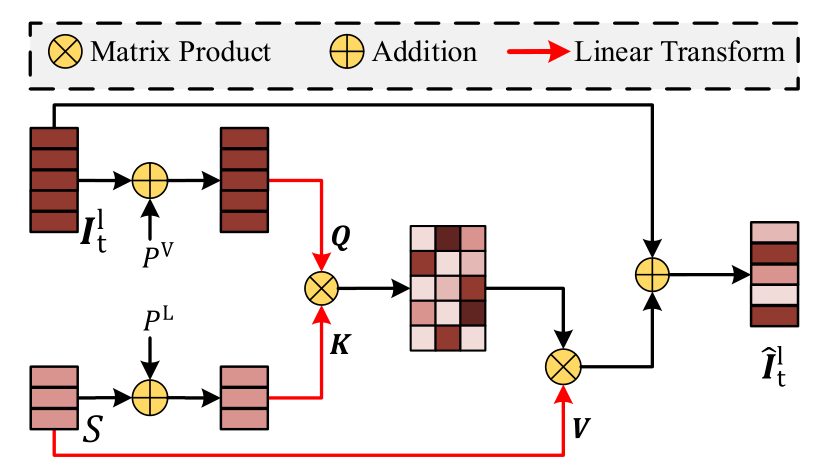 Matrix Product Addition Linear Transform
I_t^l
P^V
Q
P^L
K
S
V
Î_t^l